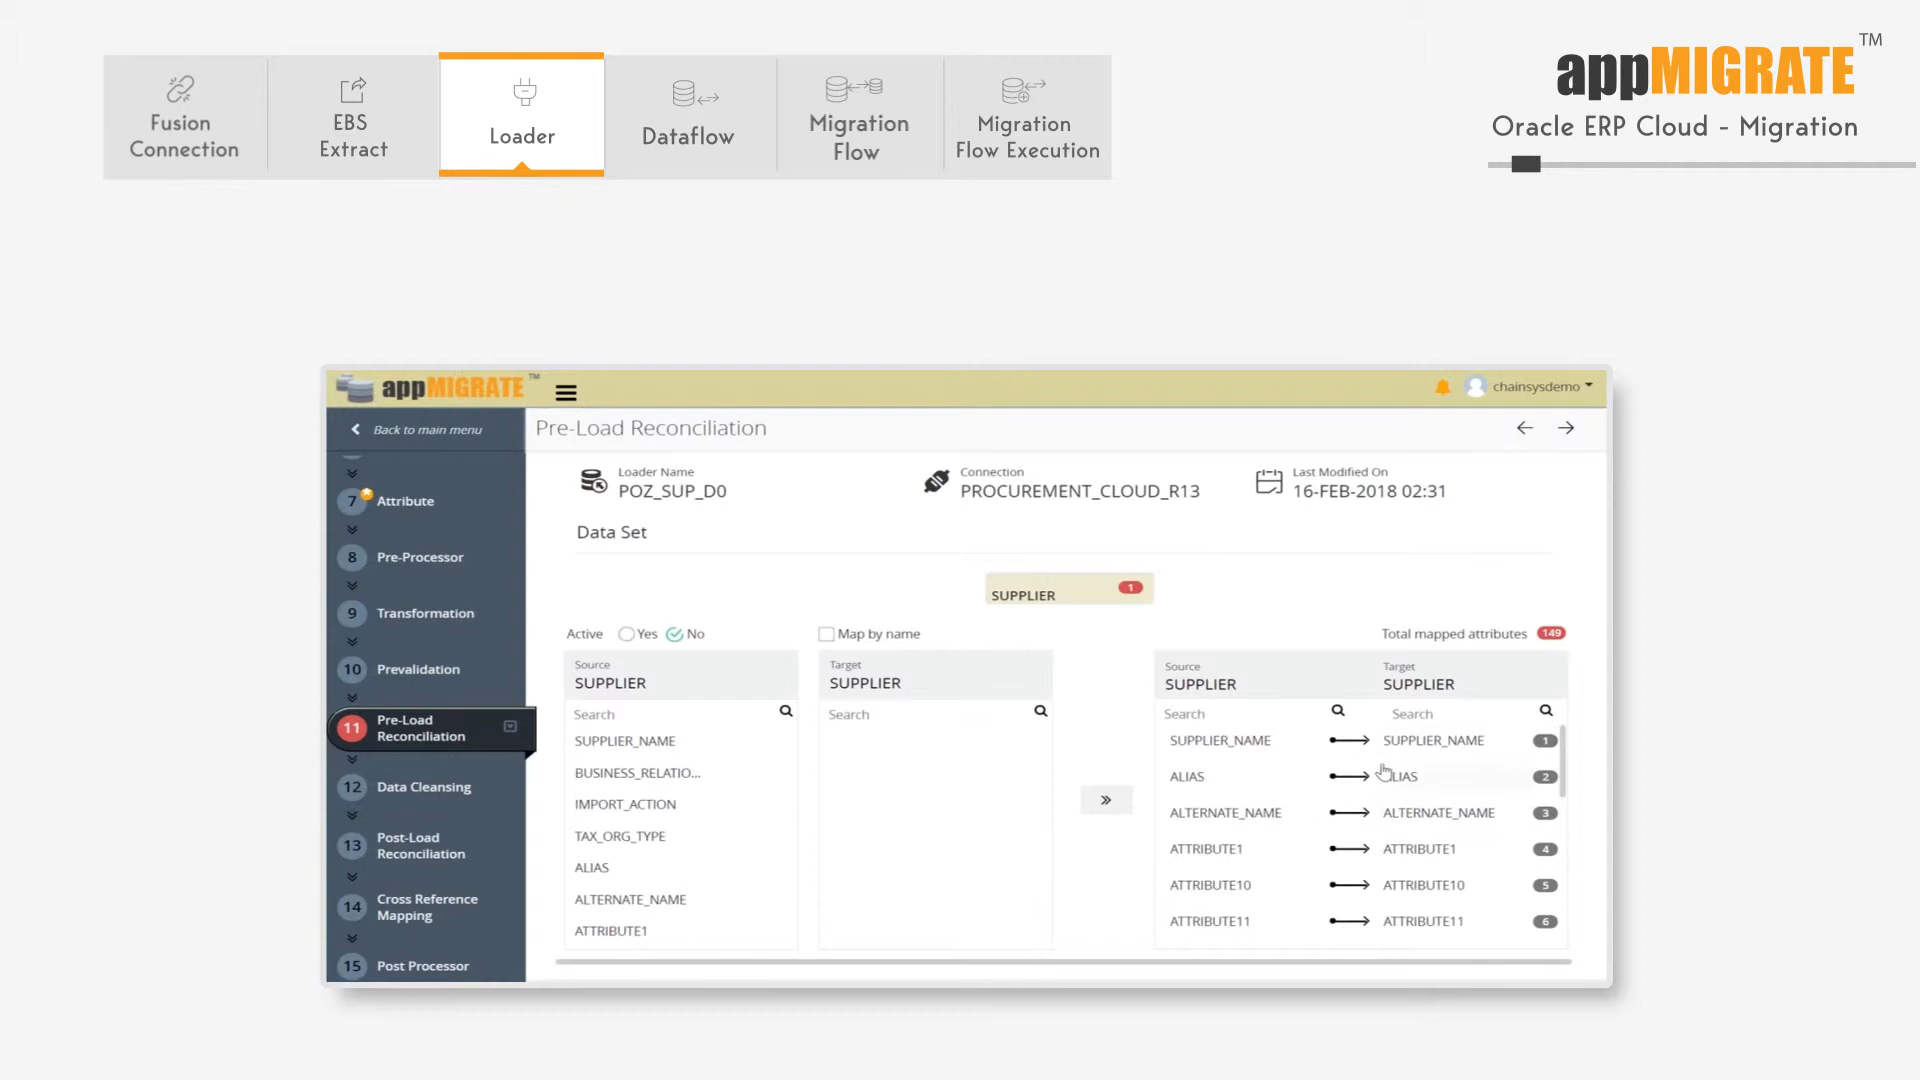 Fusion
Connection
EBS
Extract
Loader
Dataflow
Migration
Flow
Migration
Flow Execution
appMIGRATE™
Oracle ERP Cloud - Migration
appMIGRATE™
chainsysdemo
Back to main menu
7 Attribute
8 Pre-Processor
9 Transformation
10 Prevalidation
11 Pre-Load
Reconciliation
12 Data Cleansing
13 Post-Load
Reconciliation
14 Cross Reference
Mapping
15 Post Processor
Pre-Load Reconciliation
Loader Name
POZ_SUP_D0
Connection
PROCUREMENT_CLOUD_R13
Last Modified On
16-FEB-2018 02:31
Data Set
SUPPLIER 1
Active Yes No
Map by name
Total mapped attributes 149
Source
SUPPLIER
Search
SUPPLIER_NAME
BUSINESS_RELATIO...
IMPORT_ACTION
TAX_ORG_TYPE
ALIAS
ALTERNATE_NAME
ATTRIBUTE1
Target
SUPPLIER
Search
Source Target
SUPPLIER SUPPLIER
Search Search
SUPPLIER_NAME SUPPLIER_NAME 1
ALIAS ALIAS 2
ALTERNATE_NAME ALTERNATE_NAME 3
ATTRIBUTE1 ATTRIBUTE1 4
ATTRIBUTE10 ATTRIBUTE10 5
ATTRIBUTE11 ATTRIBUTE11 6